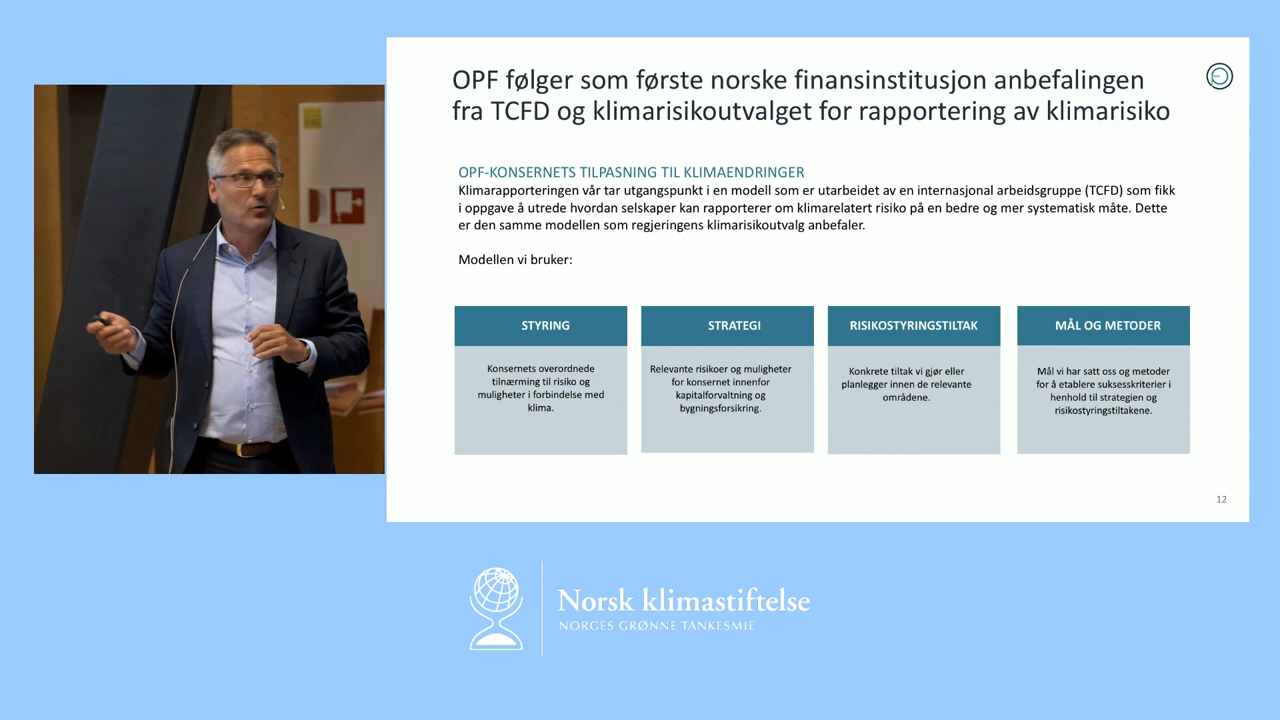 OPF følger som første norske finansinstitusjon anbefalingen
fra TCFD og klimarisikoutvalget for rapportering av klimarisiko
OPF-KONSERNETS TILPASNING TIL KLIMAENDRINGER
Klimarapporteringen vår tar utgangspunkt i en modell som er utarbeidet av en internasjonal arbeidsgruppe (TCFD) som fikk
i oppgave å utrede hvordan selskaper kan rapporterer om klimarelatert risiko på en bedre og mer systematisk måte. Dette
er den samme modellen som regjeringens klimarisikoutvalg anbefaler.
Modellen vi bruker:
STYRING
Konsernets overordnede
tilnærming til risiko og
muligheter i forbindelse med
klima.
STRATEGI
Relevante risikoer og muligheter
for konsernet innenfor
kapitalforvaltning og
bygningsforsikring.
RISIKOSTYRINGSTILTAK
Konkrete tiltak vi gjør eller
planlegger innen de relevante
områdene.
MÅL OG METODER
Mål vi har satt oss og metoder
for å etablere suksesskriterier i
henhold til strategien og
risikostyringstiltakene.
12
Norsk klimastiftelse
NORGES GRØNNE TANKESMIE